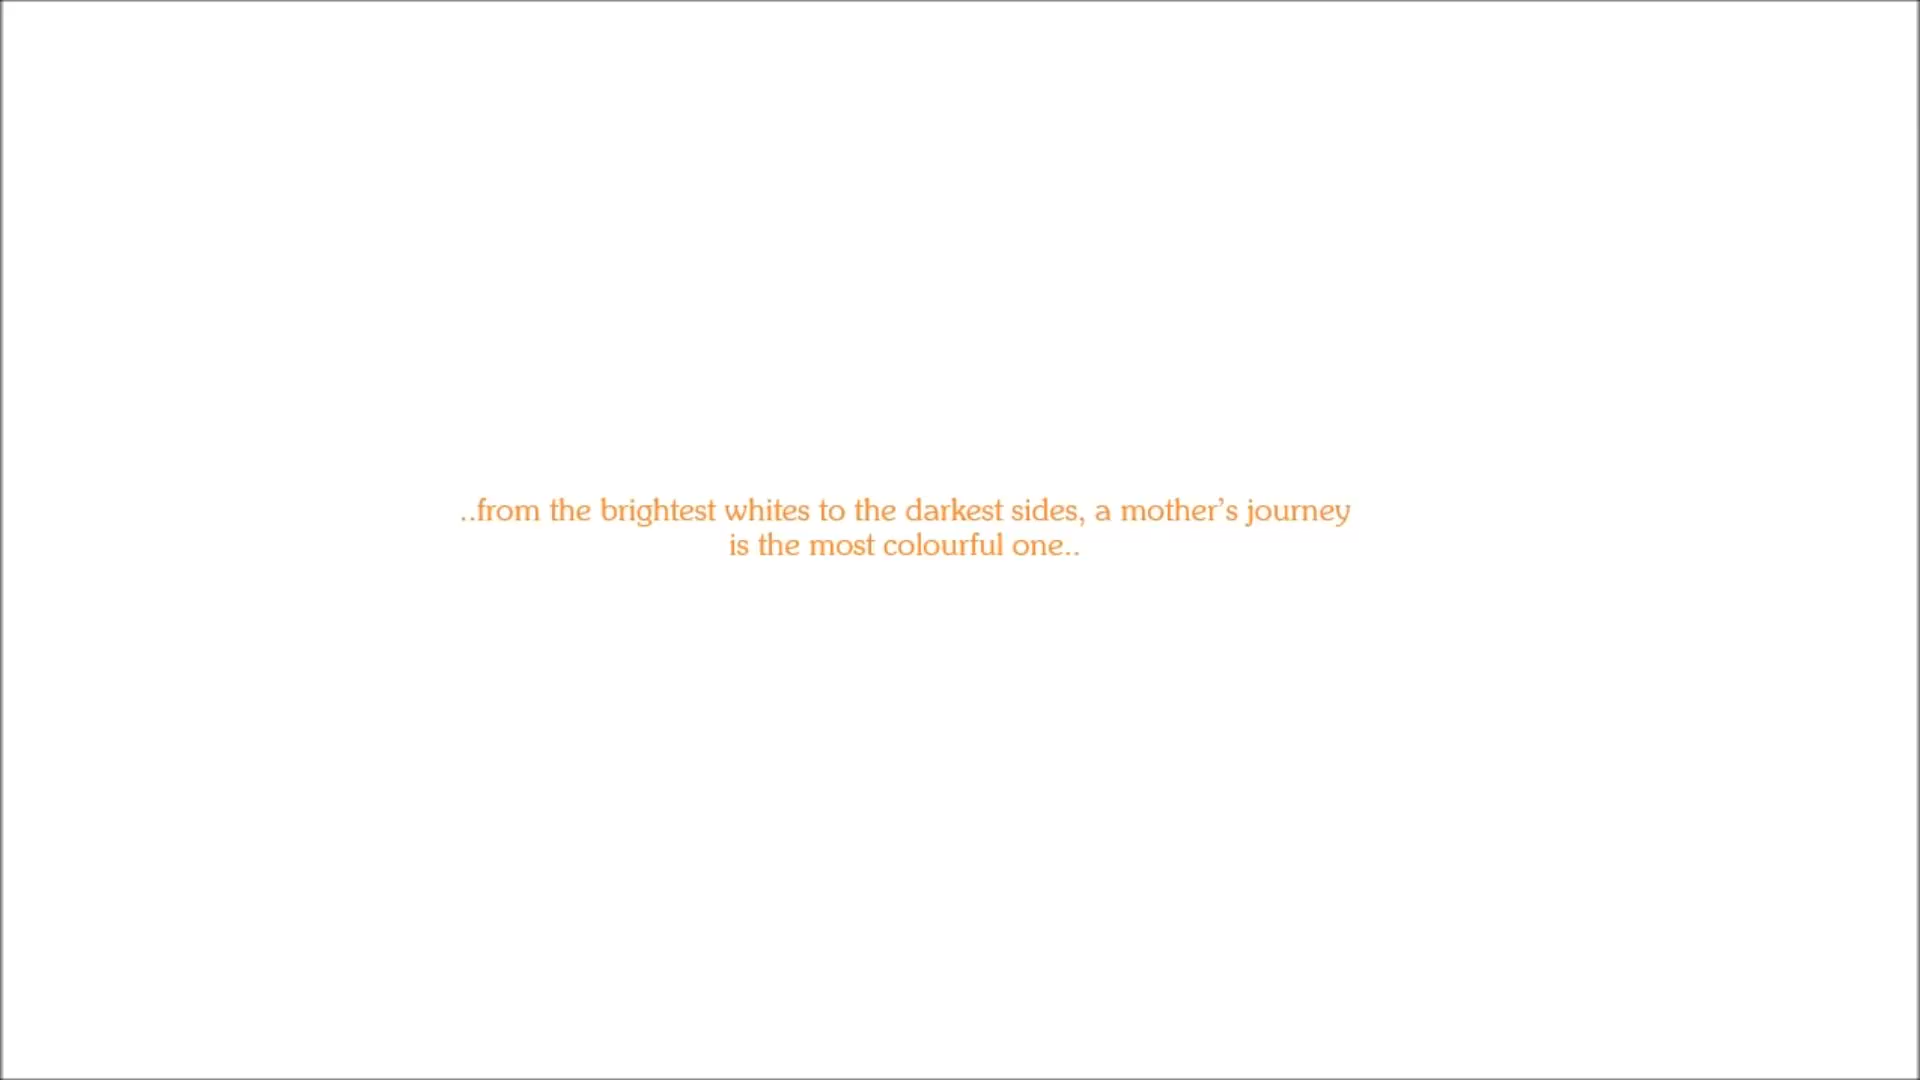 ..from the brightest whites to the darkest sides, a mother’s journey
is the most colourful one..